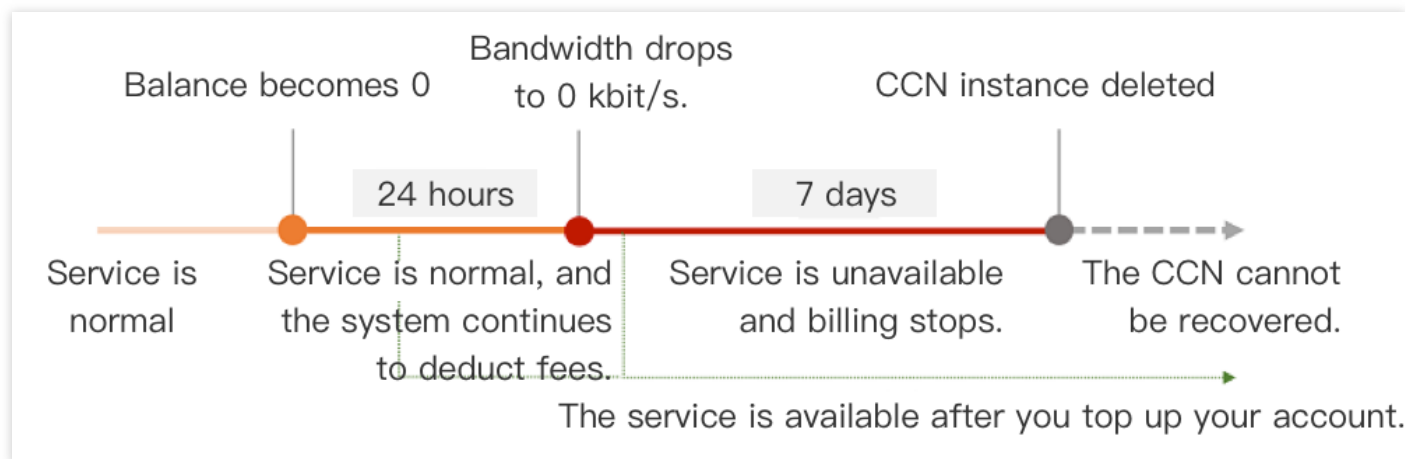 Balance becomes 0
Bandwidth drops
to 0 kbit/s.
CCN instance deleted
24 hours
7 days
Service is
normal
Service is normal, and
the system continues
to deduct fees.
Service is unavailable
and billing stops.
The CCN cannot
be recovered.
The service is available after you top up your account.